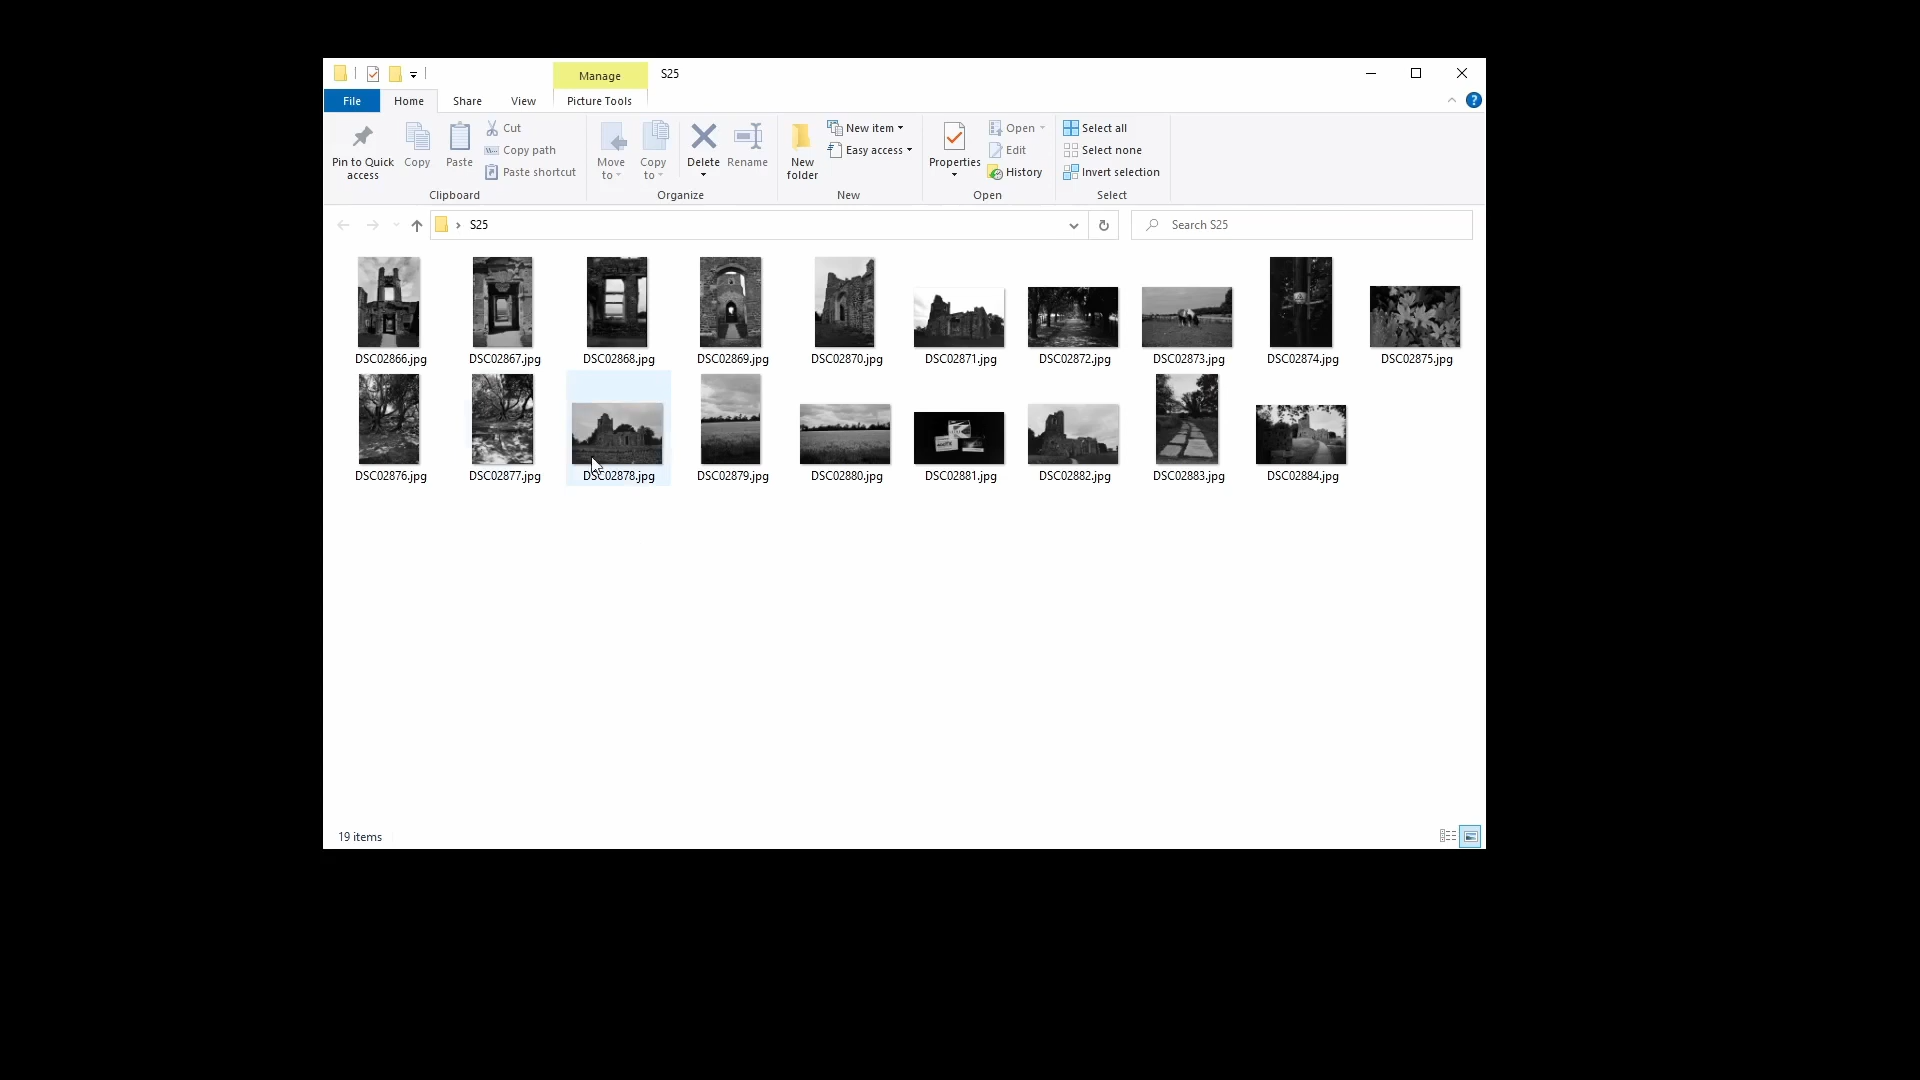 Manage
S25
File
Home
Share
View
Picture Tools
Pin to Quick
access
Copy
Paste
Cut
Copy path
Paste shortcut
Clipboard
Move
to
Copy
to
Delete
Rename
Organize
New
folder
New item
Easy access
New
Properties
Open
Edit
History
Open
Select all
Select none
Invert selection
Select
S25
Search S25
DSC02866.jpg
DSC02867.jpg
DSC02868.jpg
DSC02869.jpg
DSC02870.jpg
DSC02871.jpg
DSC02872.jpg
DSC02873.jpg
DSC02874.jpg
DSC02875.jpg
DSC02876.jpg
DSC02877.jpg
DSC02878.jpg
DSC02879.jpg
DSC02880.jpg
DSC02881.jpg
DSC02882.jpg
DSC02883.jpg
DSC02884.jpg
19 items